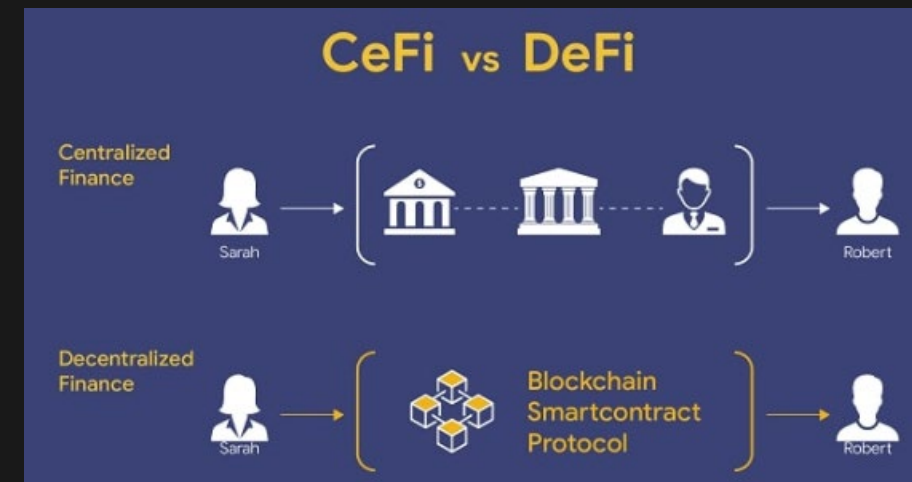 CeFi vs DeFi
Centralized
Finance
$
Sarah
Robert
Decentralized
Finance
Blockchain
Smartcontract
Protocol
Sarah
Robert